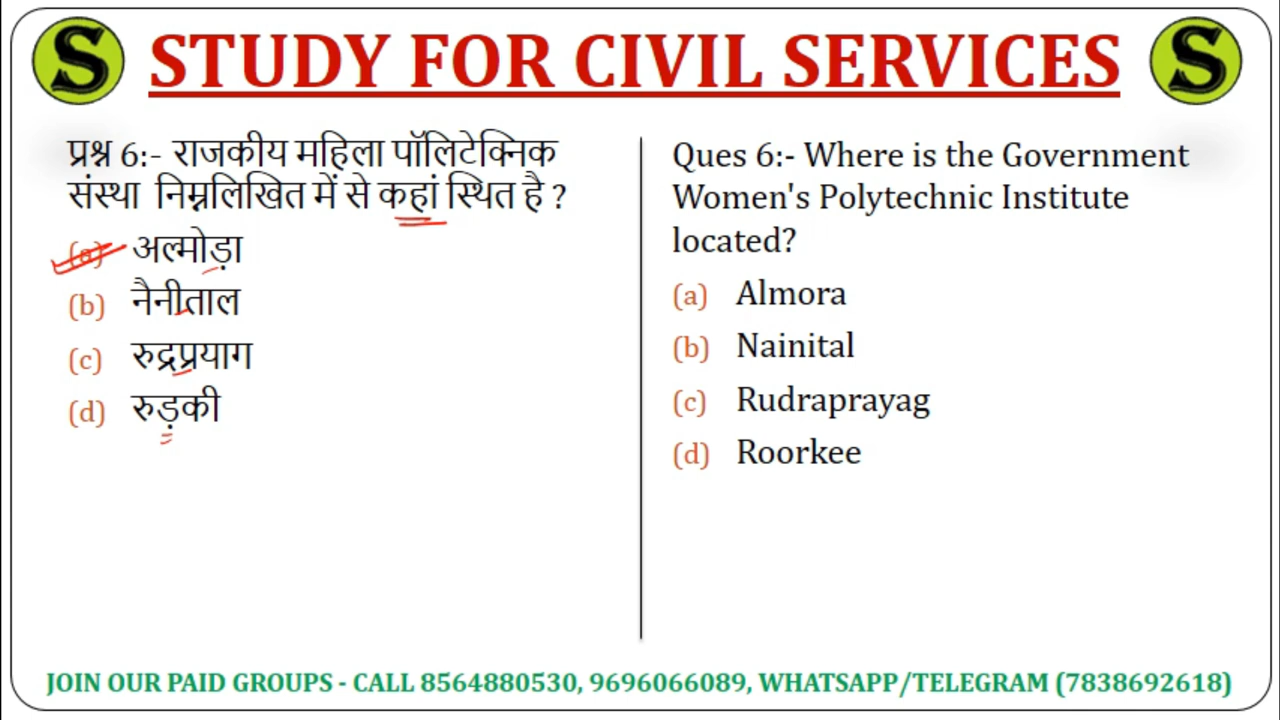 S STUDY FOR CIVIL SERVICES S
प्रश्न 6:- राजकीय महिला पॉलिटेक्निक
संस्था निम्नलिखित में से कहां स्थित है ?
(a) अल्मोड़ा
(b) नैनीताल
(c) रुद्रप्रयाग
(d) रुड़की
Ques 6:- Where is the Government
Women's Polytechnic Institute
located?
(a) Almora
(b) Nainital
(c) Rudraprayag
(d) Roorkee
JOIN OUR PAID GROUPS - CALL 8564880530, 9696066089, WHATSAPP/TELEGRAM (7838692618)